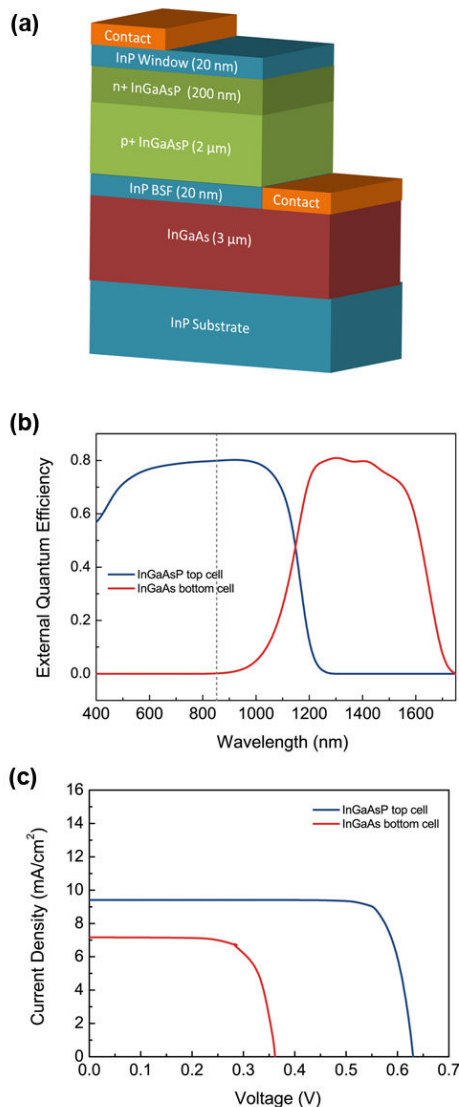 (a)
Contact
InP Window (20 nm)
n+ InGaAsP (200 nm)
p+ InGaAsP (2 μm)
InP BSF (20 nm)
Contact
InGaAs (3 μm)
InP Substrate
(b)
External Quantum Efficiency
0.8
0.6
0.4
0.2
0.0
InGaAsP top cell
InGaAs bottom cell
400 600 800 1000 1200 1400 1600
Wavelength (nm)
(c)
Current Density (mA/cm²)
16
14
12
10
8
6
4
2
0
InGaAsP top cell
InGaAs bottom cell
0.0 0.1 0.2 0.3 0.4 0.5 0.6 0.7
Voltage (V)